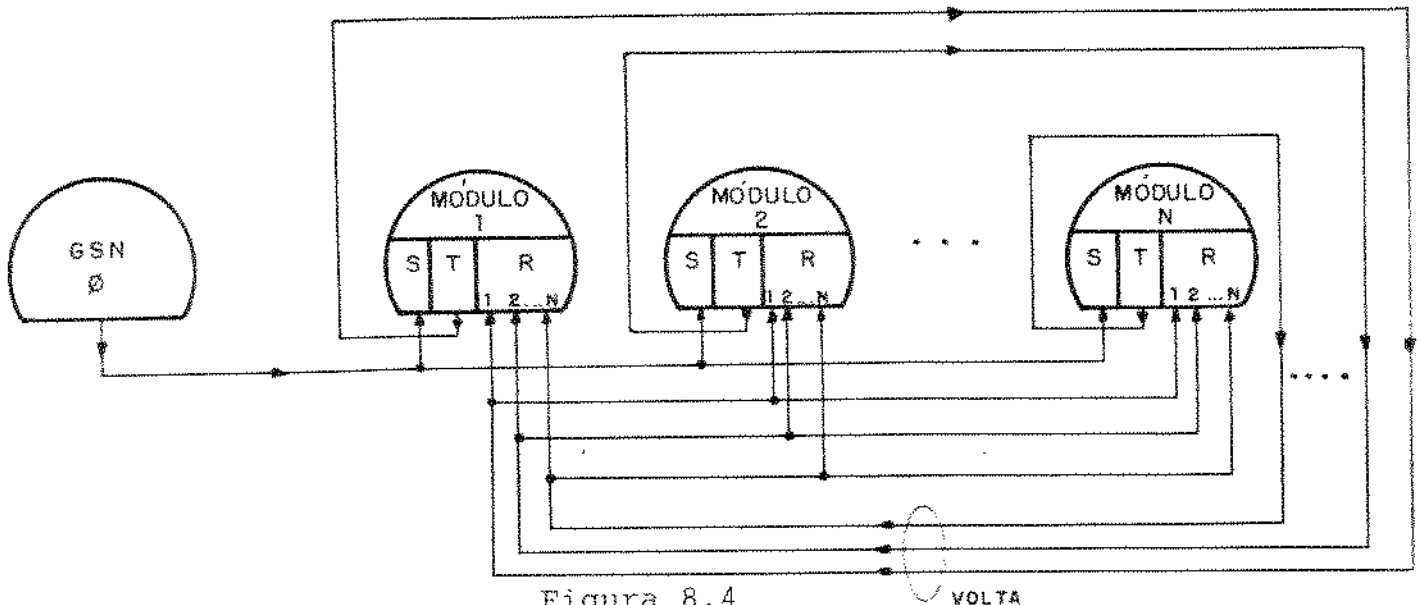 GSN
Ø
MÓDULO
1
S T R
1 2...N
MÓDULO
2
S T R
1 2...N
. . .
MÓDULO
N
S T R
1 2...N
. . . .
Figura 8.4
VOLTA